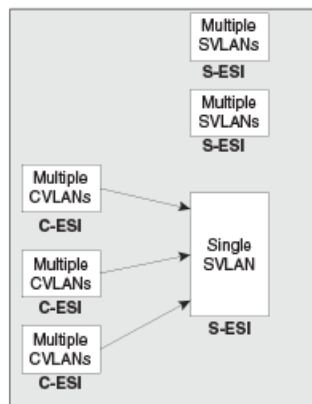 Multiple
SVLANs
S-ESI
Multiple
SVLANs
S-ESI
Multiple
CVLANs
C-ESI
Multiple
CVLANs
C-ESI
Multiple
CVLANs
C-ESI
Single
SVLAN
S-ESI